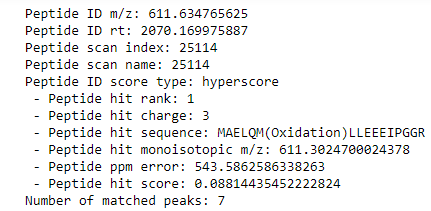 Peptide ID m/z: 611.634765625
Peptide ID rt: 2070.169975887
Peptide scan index: 25114
Peptide scan name: 25114
Peptide ID score type: hyperscore
- Peptide hit rank: 1
- Peptide hit charge: 3
- Peptide hit sequence: MAELQM(Oxidation)LLEEEIPGGR
- Peptide hit monoisotopic m/z: 611.3024700024378
- Peptide ppm error: 543.5862586338263
- Peptide hit score: 0.08814435452222824
Number of matched peaks: 7